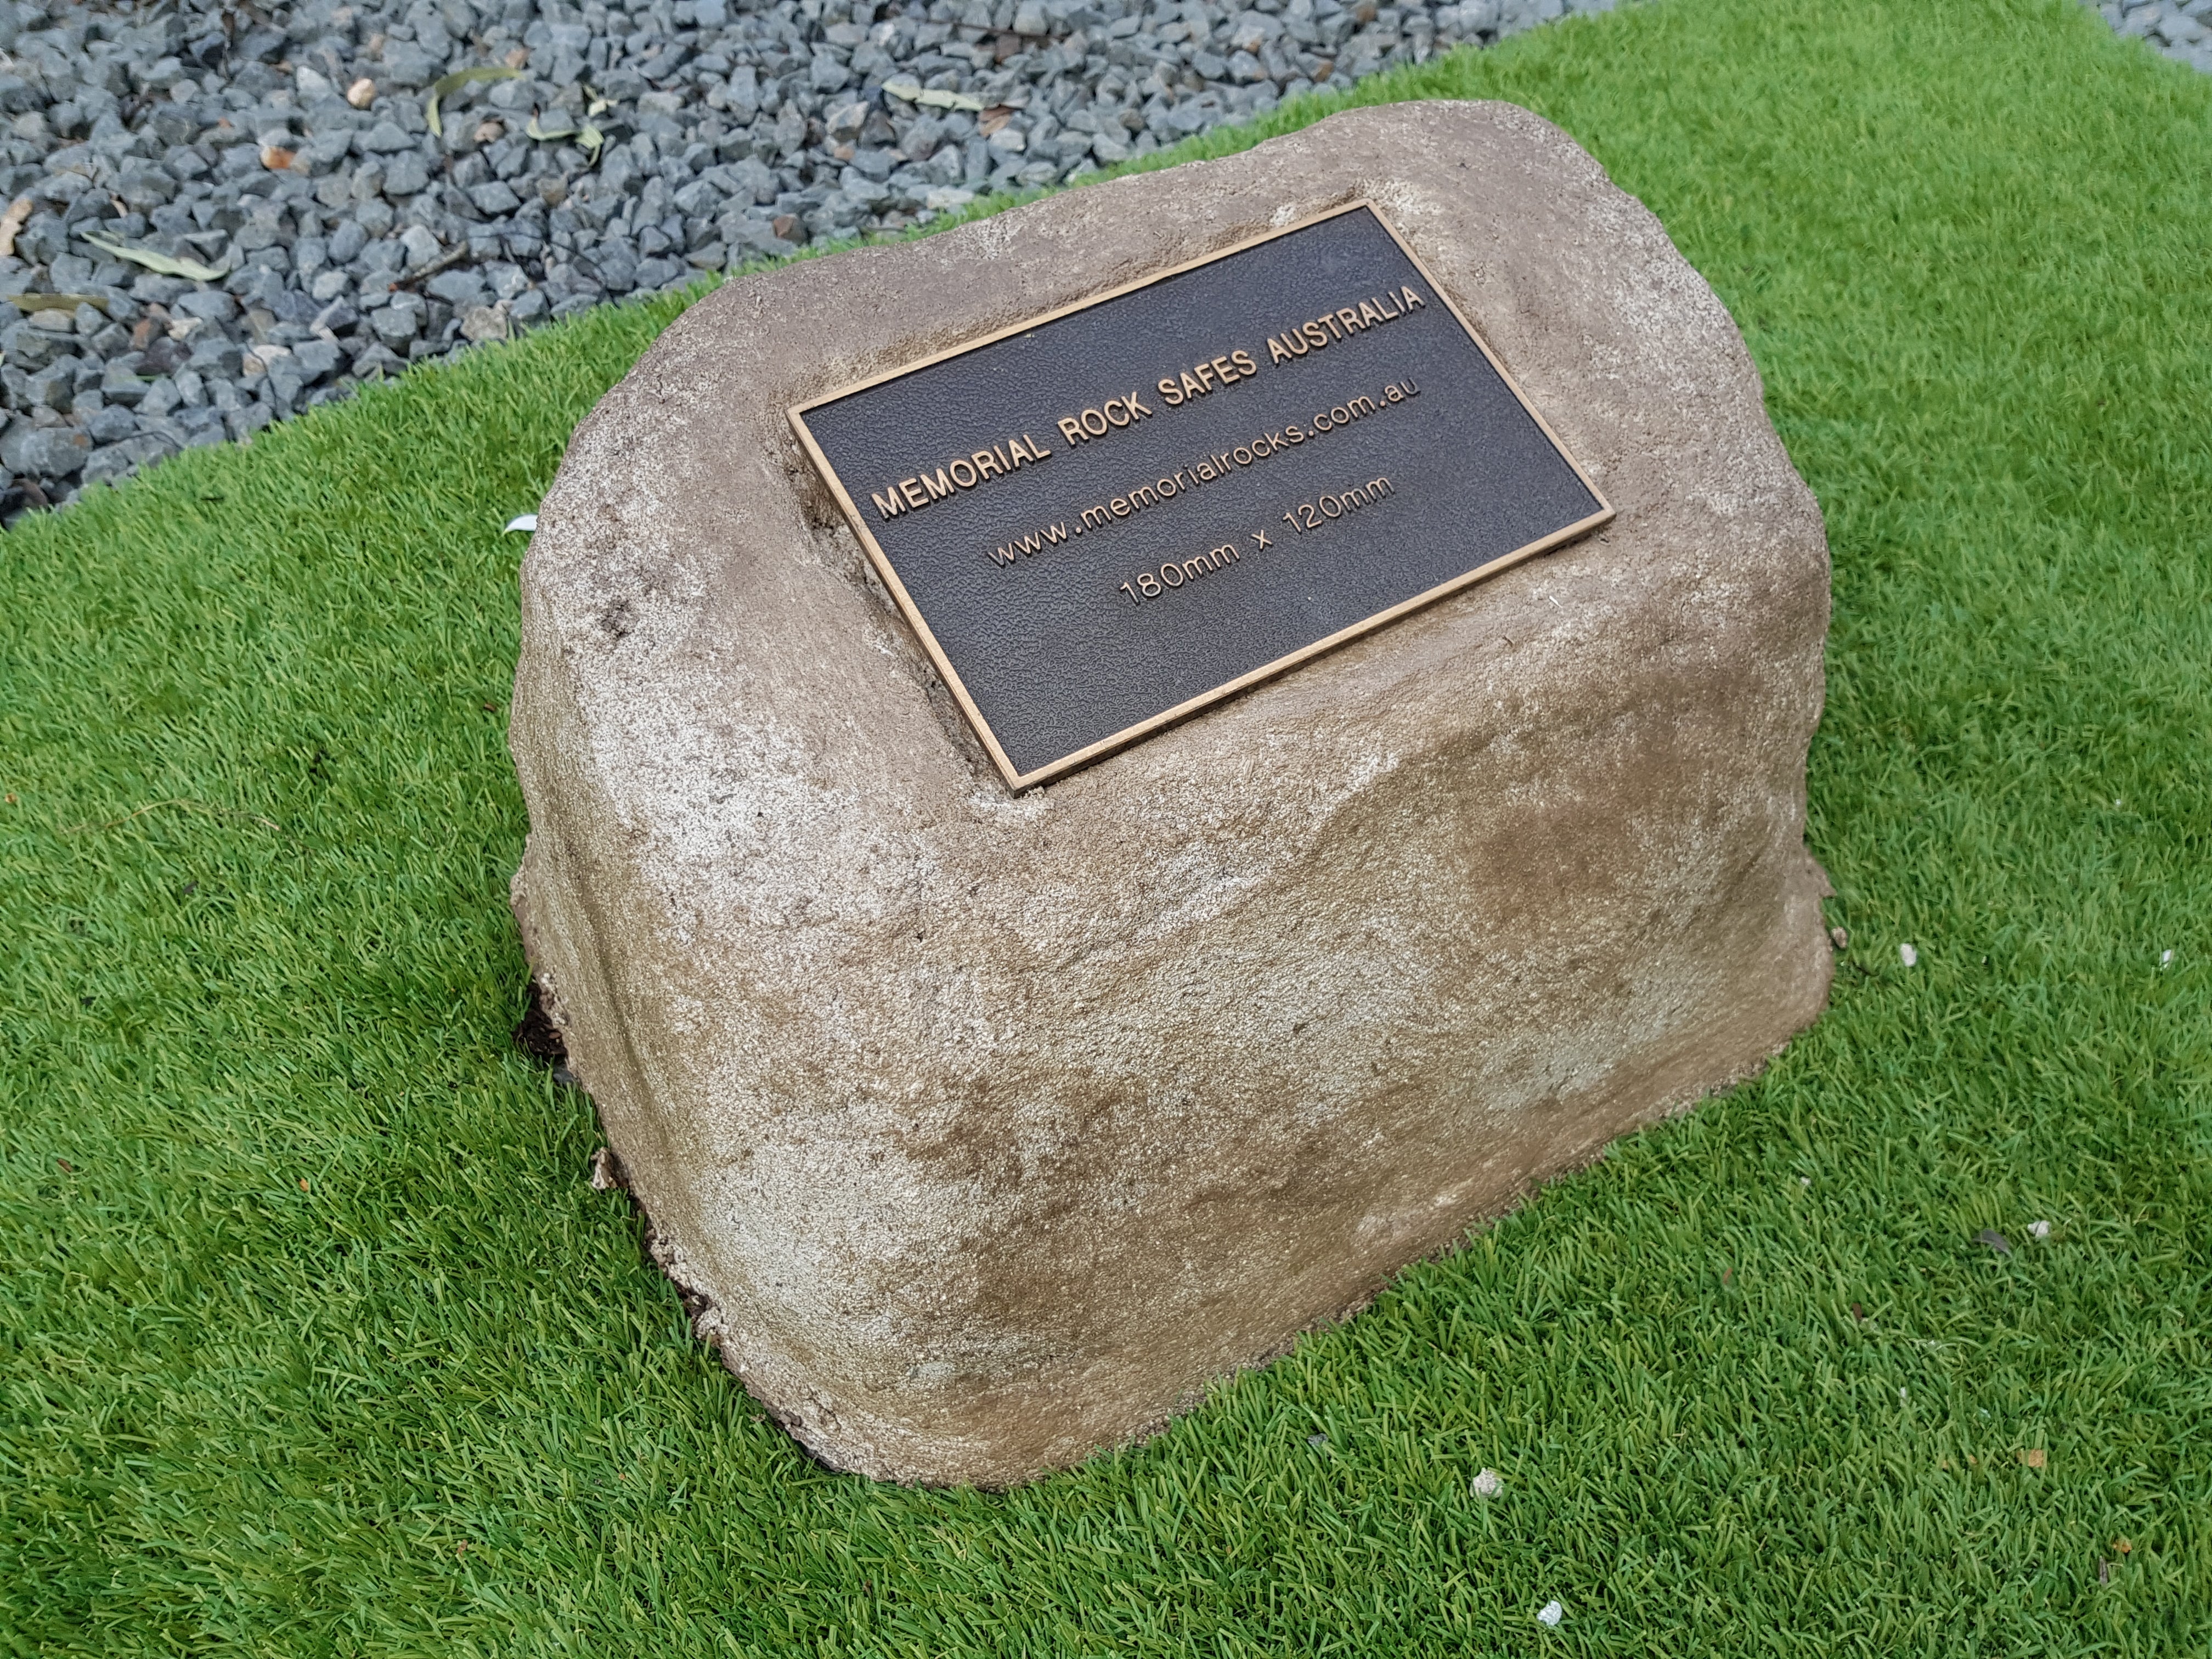 MEMORIAL ROCK SAFES AUSTRALIA
www.memorialrocks.com.au
180mm x 120mm